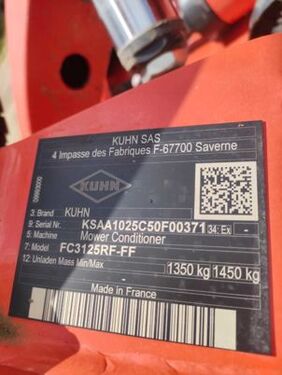 KUHN SAS
4 Impasse des Fabriques F-67700 Saverne
KUHN
3: Brand KUHN
9: Serial Nr. KSAA1025C50F00371 34: Ex -
5: Machine Mower Conditioner
7: Model FC3125RF-FF
12: Unladen Mass Min/Max 1350 kg 1450 kg
Made in France